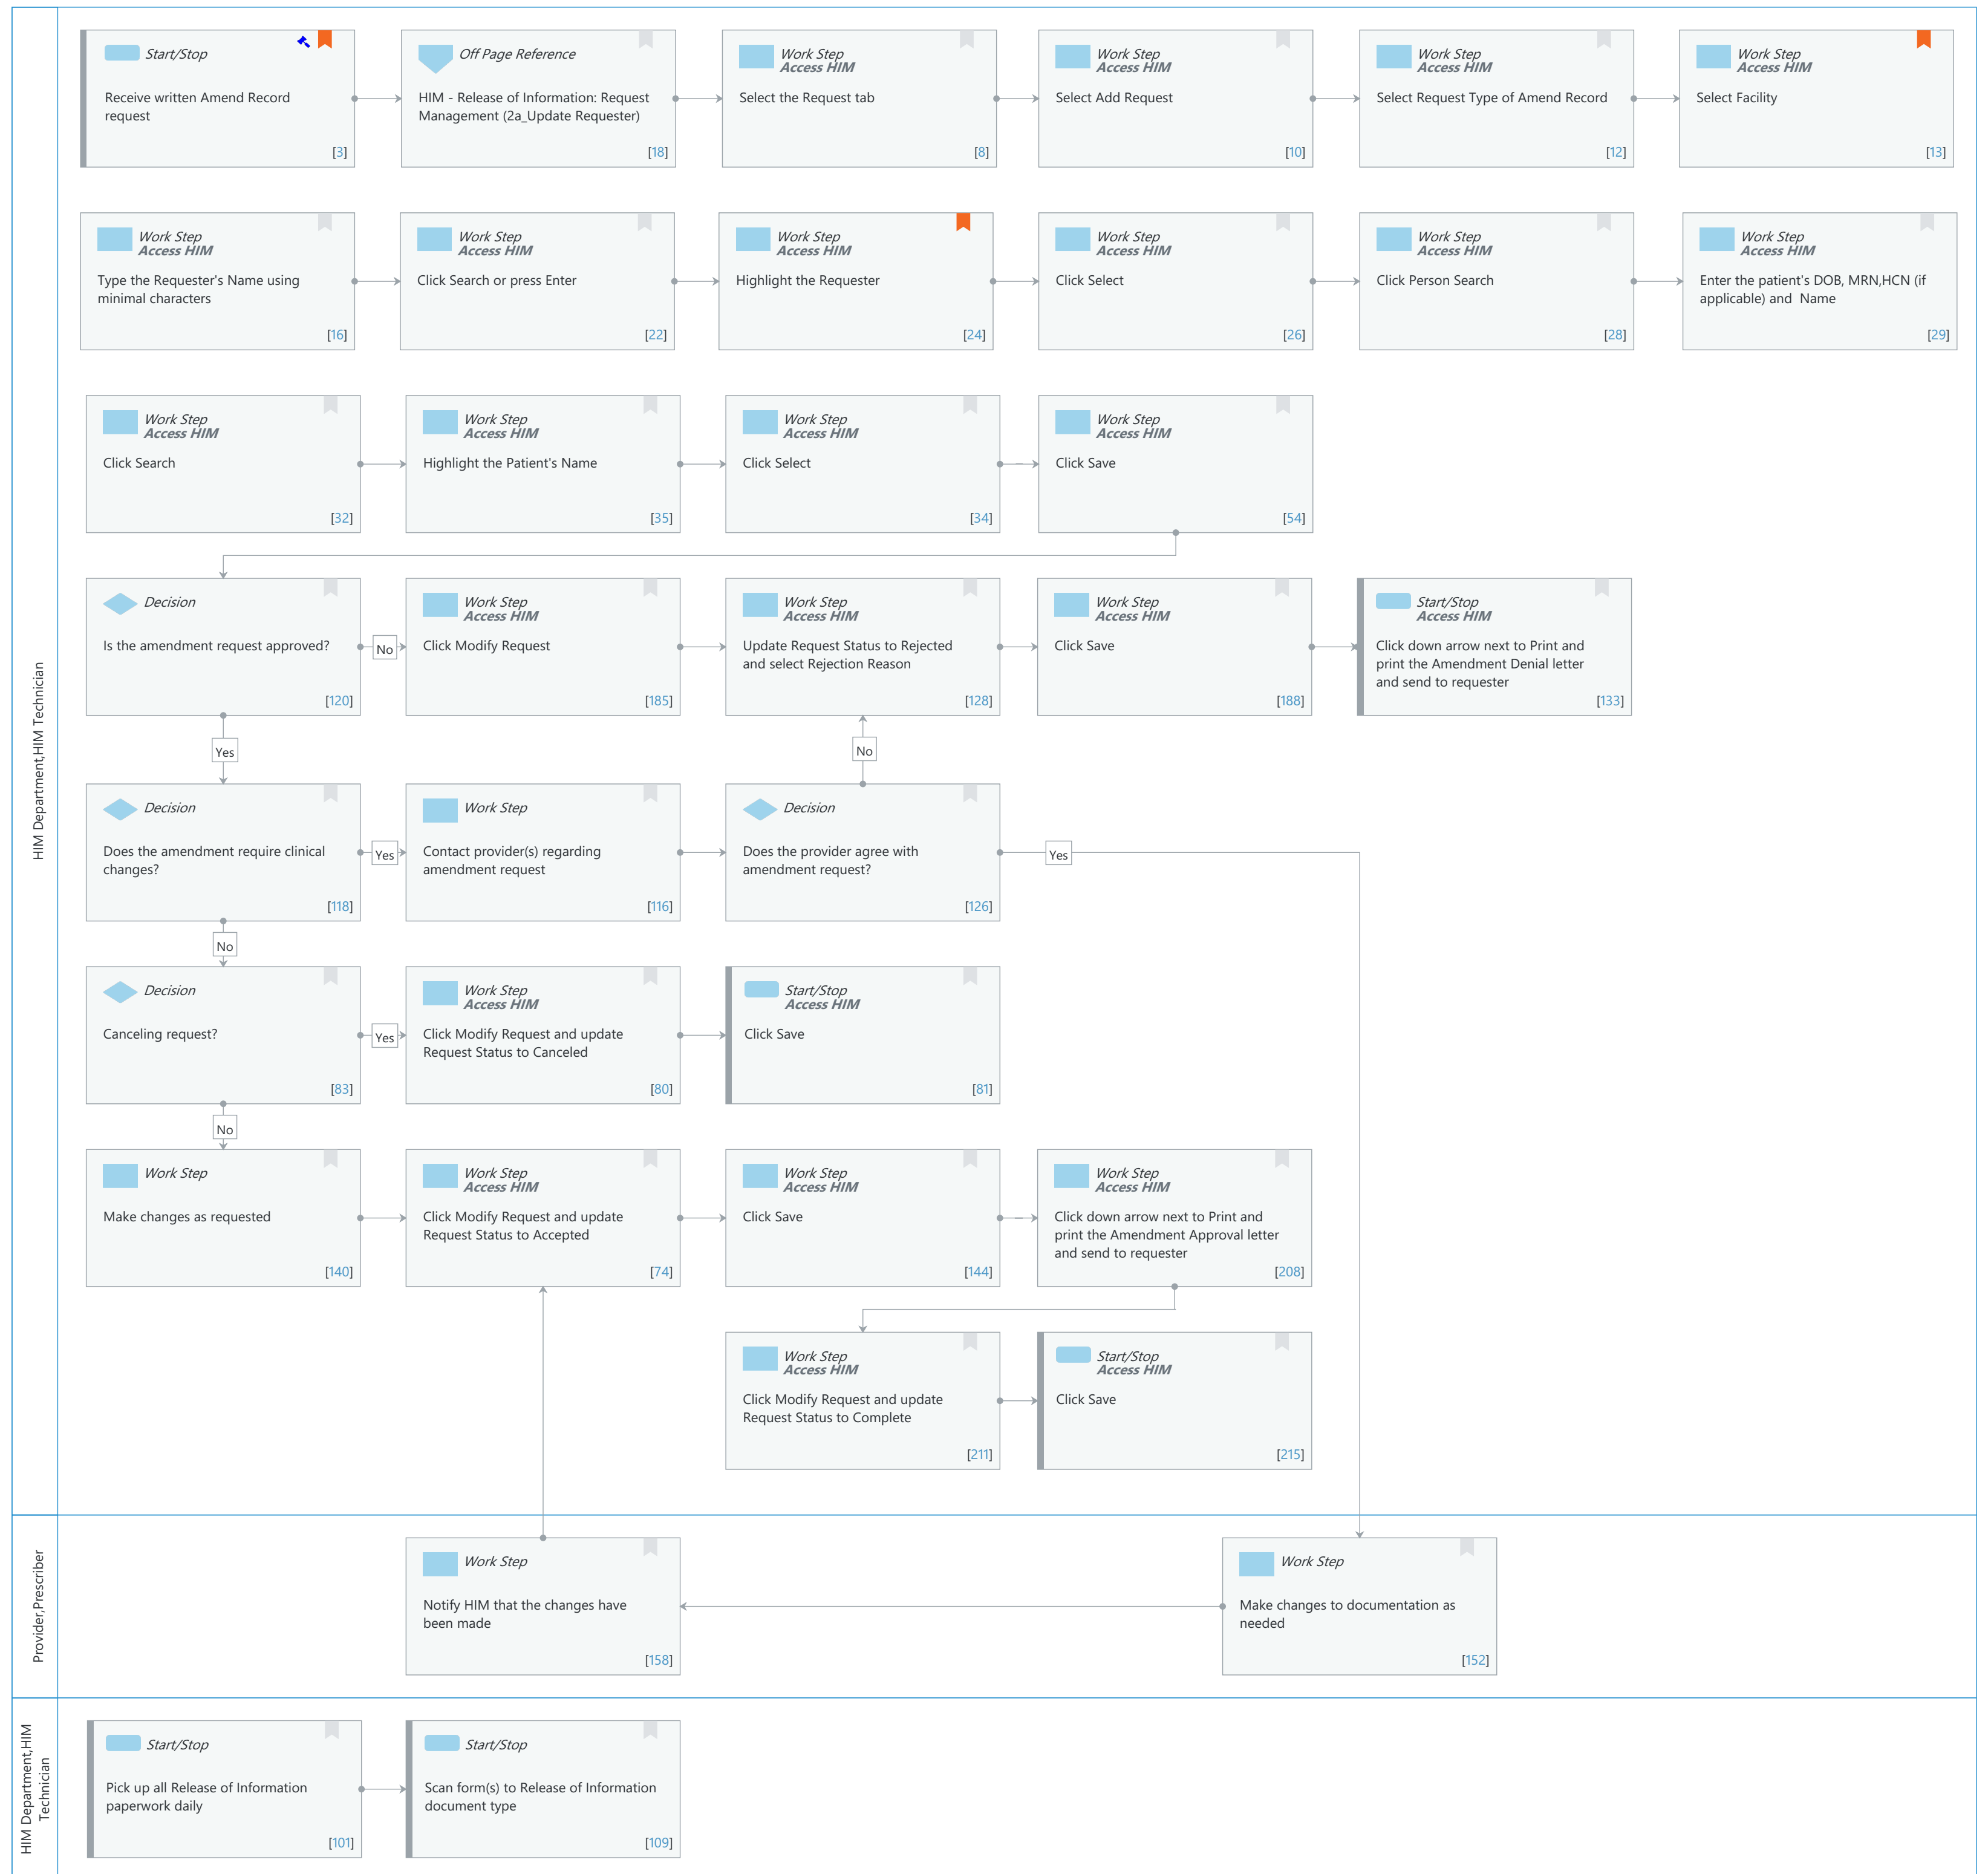 HIM Department,HIM Technician
Start/Stop
Receive written Amend Record
request
[3]
Off Page Reference
HIM - Release of Information: Request
Management (2a_Update Requester)
[18]
Work Step
Access HIM
Select the Request tab
[8]
Work Step
Access HIM
Select Add Request
[10]
Work Step
Access HIM
Select Request Type of Amend Record
[12]
Work Step
Access HIM
Select Facility
[13]
Work Step
Access HIM
Type the Requester's Name using
minimal characters
[16]
Work Step
Access HIM
Click Search or press Enter
[22]
Work Step
Access HIM
Highlight the Requester
[24]
Work Step
Access HIM
Click Select
[26]
Work Step
Access HIM
Click Person Search
[28]
Work Step
Access HIM
Enter the patient's DOB, MRN,HCN (if
applicable) and  Name
[29]
Work Step
Access HIM
Click Search
[32]
Work Step
Access HIM
Highlight the Patient's Name
[35]
Work Step
Access HIM
Click Select
[34]
Work Step
Access HIM
Click Save
[54]
Decision
Is the amendment request approved?
[120]
No
Work Step
Access HIM
Click Modify Request
[185]
Work Step
Access HIM
Update Request Status to Rejected
and select Rejection Reason
[128]
Work Step
Access HIM
Click Save
[188]
Start/Stop
Access HIM
Click down arrow next to Print and
print the Amendment Denial letter
and send to requester
[133]
Yes
No
Decision
Does the amendment require clinical
changes?
[118]
Yes
Work Step
Contact provider(s) regarding
amendment request
[116]
Decision
Does the provider agree with
amendment request?
[126]
Yes
No
Decision
Canceling request?
[83]
Yes
Work Step
Access HIM
Click Modify Request and update
Request Status to Canceled
[80]
Start/Stop
Access HIM
Click Save
[81]
No
Work Step
Make changes as requested
[140]
Work Step
Access HIM
Click Modify Request and update
Request Status to Accepted
[74]
Work Step
Access HIM
Click Save
[144]
Work Step
Access HIM
Click down arrow next to Print and
print the Amendment Approval letter
and send to requester
[208]
Work Step
Access HIM
Click Modify Request and update
Request Status to Complete
[211]
Start/Stop
Access HIM
Click Save
[215]
Provider,Prescriber
Work Step
Notify HIM that the changes have
been made
[158]
Work Step
Make changes to documentation as
needed
[152]
HIM Department,HIM
Technician
Start/Stop
Pick up all Release of Information
paperwork daily
[101]
Start/Stop
Scan form(s) to Release of Information
document type
[109]